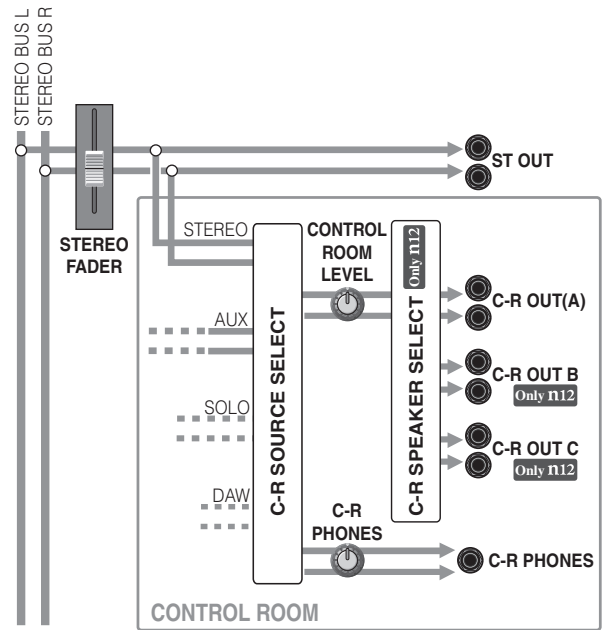 STEREO BUS L
STEREO BUS R
ST OUT
STEREO
FADER
STEREO
CONTROL
ROOM
LEVEL
Only n12
C-R OUT(A)
AUX
C-R SOURCE SELECT
C-R SPEAKER SELECT
C-R OUT B
Only n12
SOLO
C-R OUT C
Only n12
DAW
C-R
PHONES
C-R PHONES
CONTROL ROOM